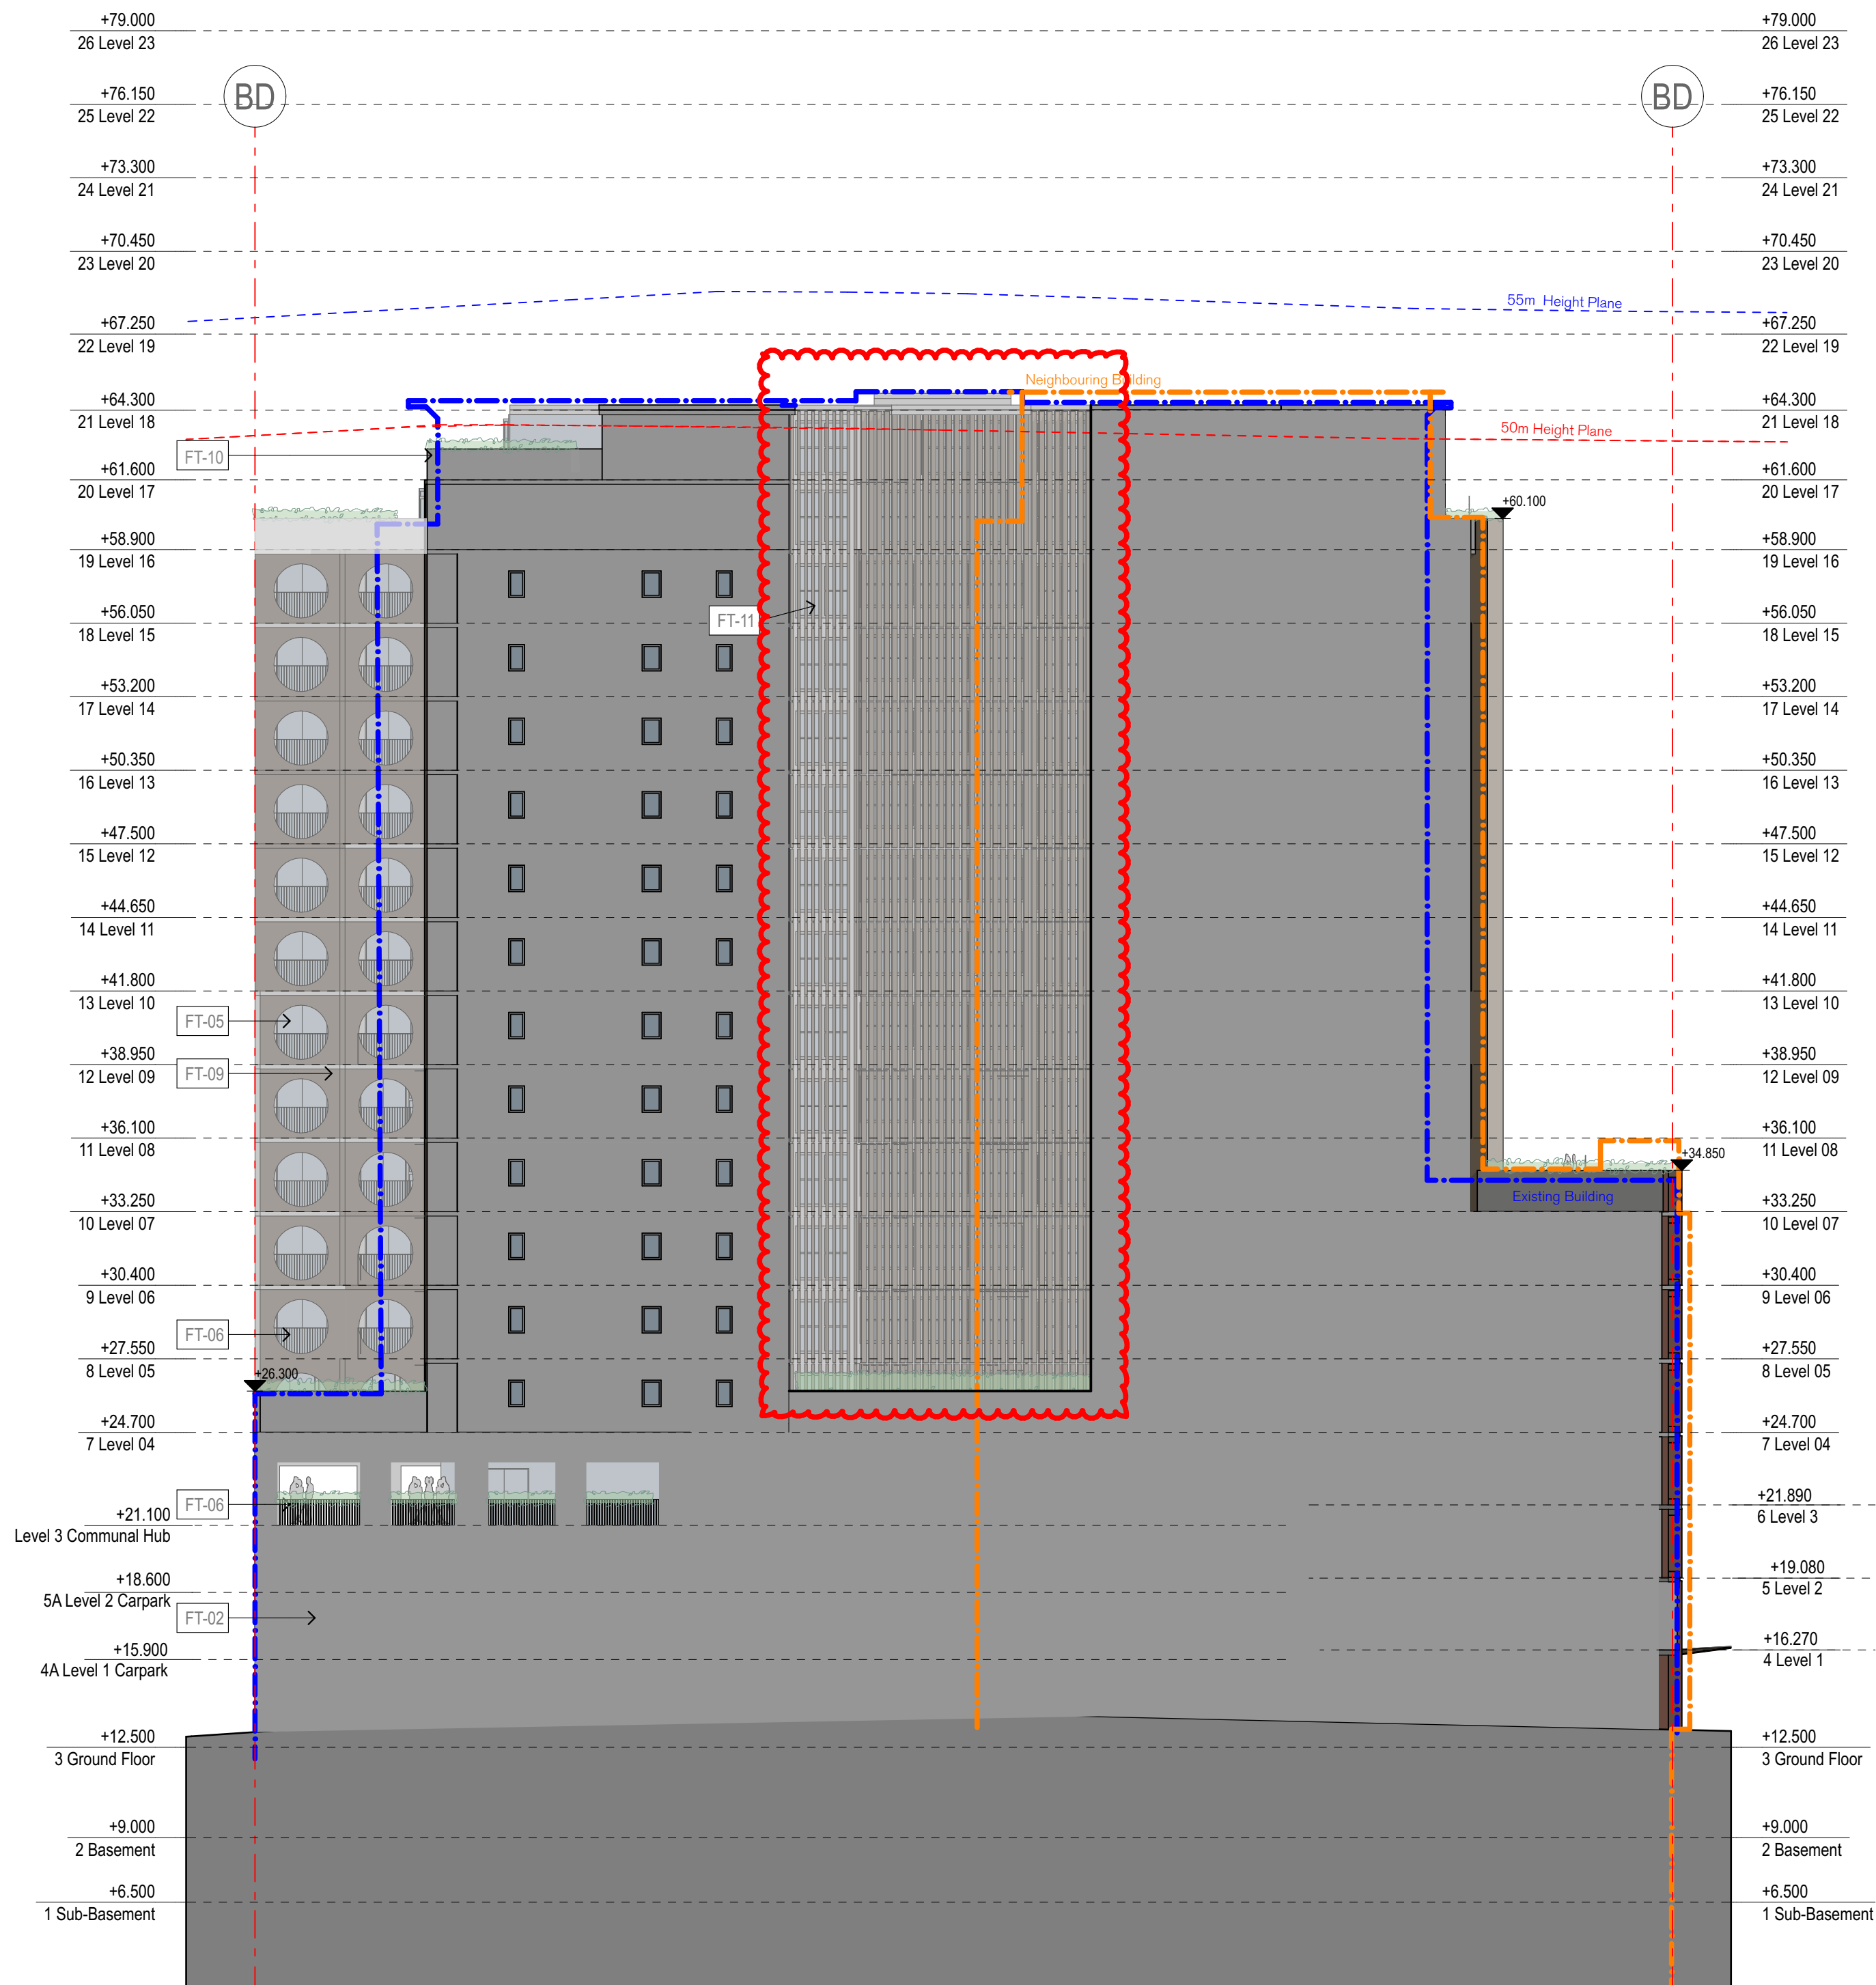 +79.000
26 Level 23
+79.000
26 Level 23
BD
BD
+76.150
25 Level 22
+76.150
25 Level 22
+73.300
24 Level 21
+73.300
24 Level 21
+70.450
23 Level 20
+70.450
23 Level 20
55m Height Plane
+67.250
22 Level 19
+67.250
22 Level 19
Neighbouring Building
+64.300
21 Level 18
+64.300
21 Level 18
50m Height Plane
FT-10
+61.600
20 Level 17
+61.600
20 Level 17
+60.100
+58.900
19 Level 16
+58.900
19 Level 16
+56.050
18 Level 15
FT-11
+56.050
18 Level 15
+53.200
17 Level 14
+53.200
17 Level 14
+50.350
16 Level 13
+50.350
16 Level 13
+47.500
15 Level 12
+47.500
15 Level 12
+44.650
14 Level 11
+44.650
14 Level 11
+41.800
13 Level 10
+41.800
13 Level 10
FT-05
+38.950
12 Level 09
+38.950
12 Level 09
FT-09
+36.100
11 Level 08
+36.100
11 Level 08
+34.850
Existing Building
+33.250
10 Level 07
+33.250
10 Level 07
+30.400
9 Level 06
+30.400
9 Level 06
FT-06
+27.550
8 Level 05
+27.550
8 Level 05
+26.300
+24.700
7 Level 04
+24.700
7 Level 04
FT-06
+21.890
6 Level 3
+21.100
Level 3 Communal Hub
+18.600
5A Level 2 Carpark
+19.080
5 Level 2
FT-02
+15.900
4A Level 1 Carpark
+16.270
4 Level 1
+12.500
3 Ground Floor
+12.500
3 Ground Floor
+9.000
2 Basement
+9.000
2 Basement
+6.500
1 Sub-Basement
+6.500
1 Sub-Basement